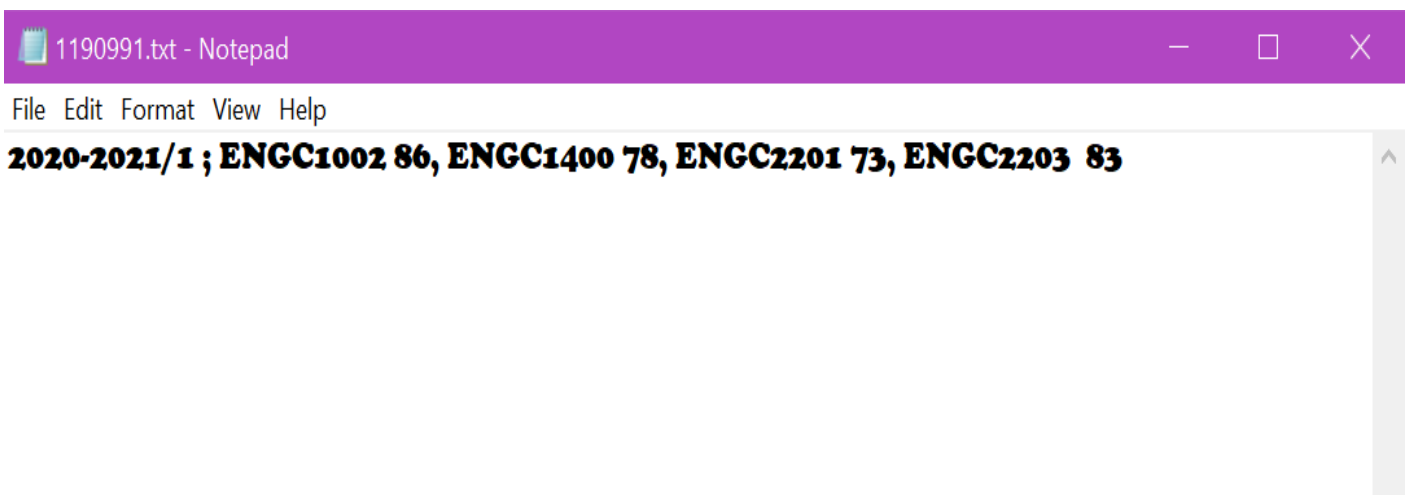 1190991.txt - Notepad
File Edit Format View Help
2020-2021/1 ; ENGC1002 86, ENGC1400 78, ENGC2201 73, ENGC2203  83